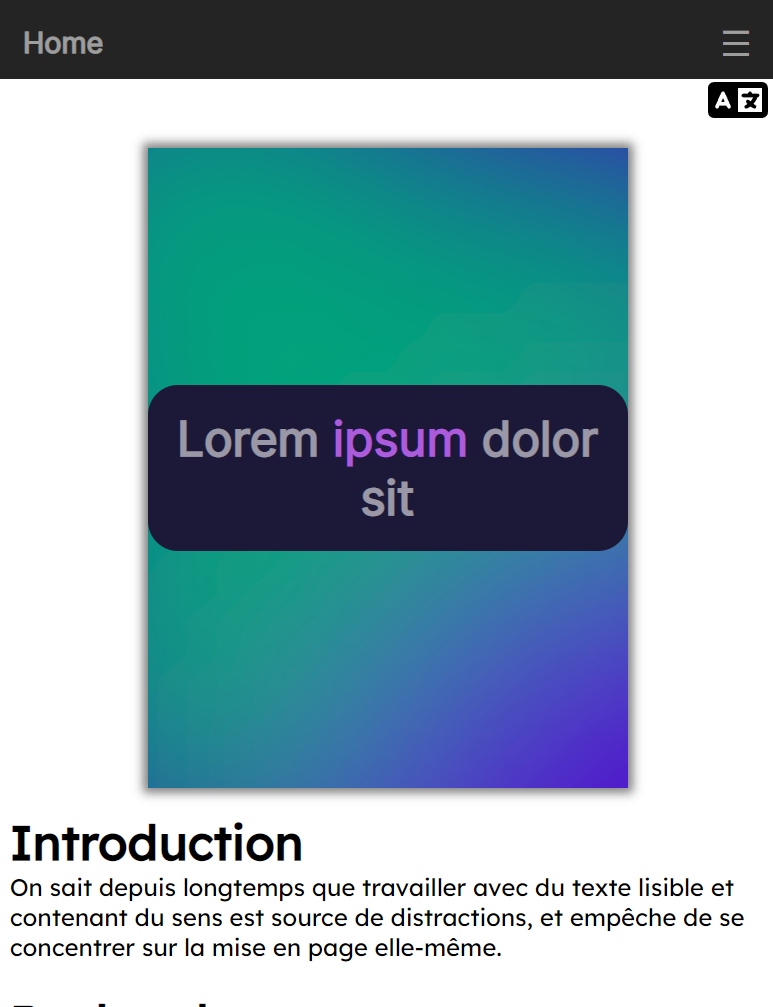 Home
Lorem ipsum dolor
sit
Introduction
On sait depuis longtemps que travailler avec du texte lisible et
contenant du sens est source de distractions, et empêche de se
concentrer sur la mise en page elle-même.